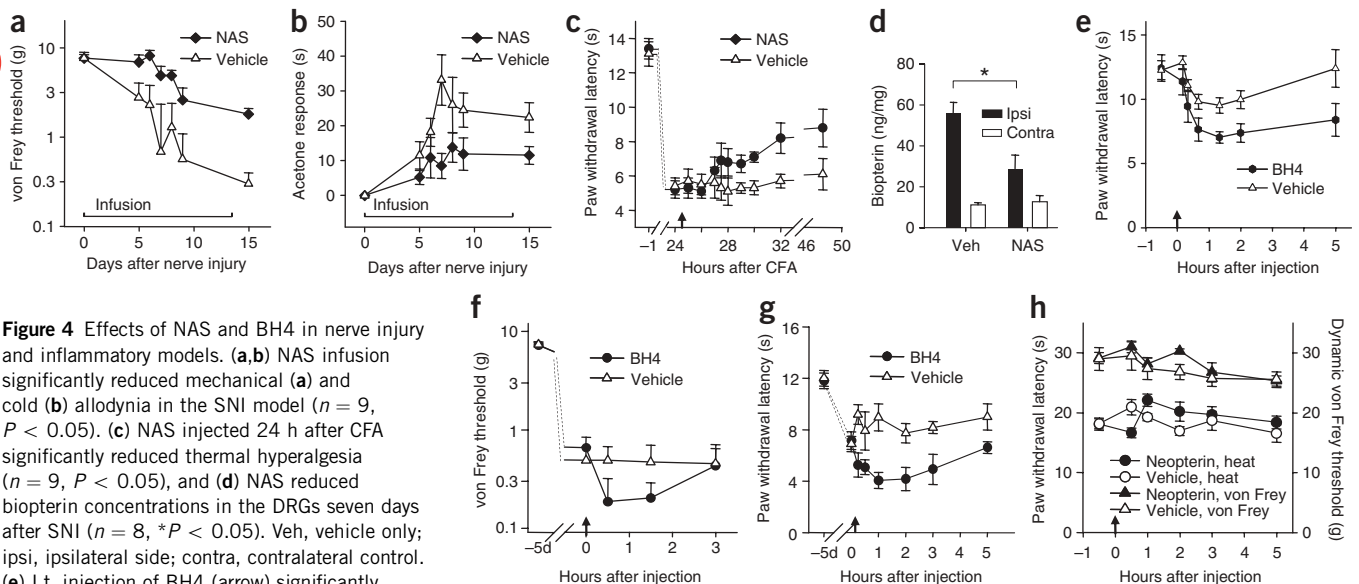 a
von Frey threshold (g)
10
3
1
0.3
0.1
NAS
Vehicle
Infusion
0 5 10 15
Days after nerve injury
b
Acetone response (s)
50
40
30
20
10
0
NAS
Vehicle
Infusion
0 5 10 15
Days after nerve injury
c
Paw withdrawal latency (s)
14
12
10
8
6
4
NAS
Vehicle
–1 24 28 32 46 50
Hours after CFA
d
Biopterin (ng/mg)
80
60
40
20
0
*
Ipsi
Contra
Veh NAS
e
Paw withdrawal latency (s)
15
10
5
0
BH4
Vehicle
–1 0 1 2 3 4 5
Hours after injection
Figure 4 Effects of NAS and BH4 in nerve injury
and inflammatory models. (a,b) NAS infusion
significantly reduced mechanical (a) and
cold (b) allodynia in the SNI model (n = 9,
P < 0.05). (c) NAS injected 24 h after CFA
significantly reduced thermal hyperalgesia
(n = 9, P < 0.05), and (d) NAS reduced
biopterin concentrations in the DRGs seven days
after SNI (n = 8, *P < 0.05). Veh, vehicle only;
ipsi, ipsilateral side; contra, contralateral control.
(e) I.t. injection of BH4 (arrow) significantly
f
von Frey threshold (g)
10
3
1
0.3
0.1
BH4
Vehicle
–5d 0 1 2 3
Hours after injection
g
Paw withdrawal latency (s)
16
12
8
4
0
BH4
Vehicle
–5d 0 1 2 3 4 5
Hours after injection
h
Paw withdrawal latency (s)
30
20
10
0
Neopterin, heat
Vehicle, heat
Neopterin, von Frey
Vehicle, von Frey
–1 0 1 2 3 4 5
Hours after injection
30
20
10
0
Dynamic von Frey threshold (g)